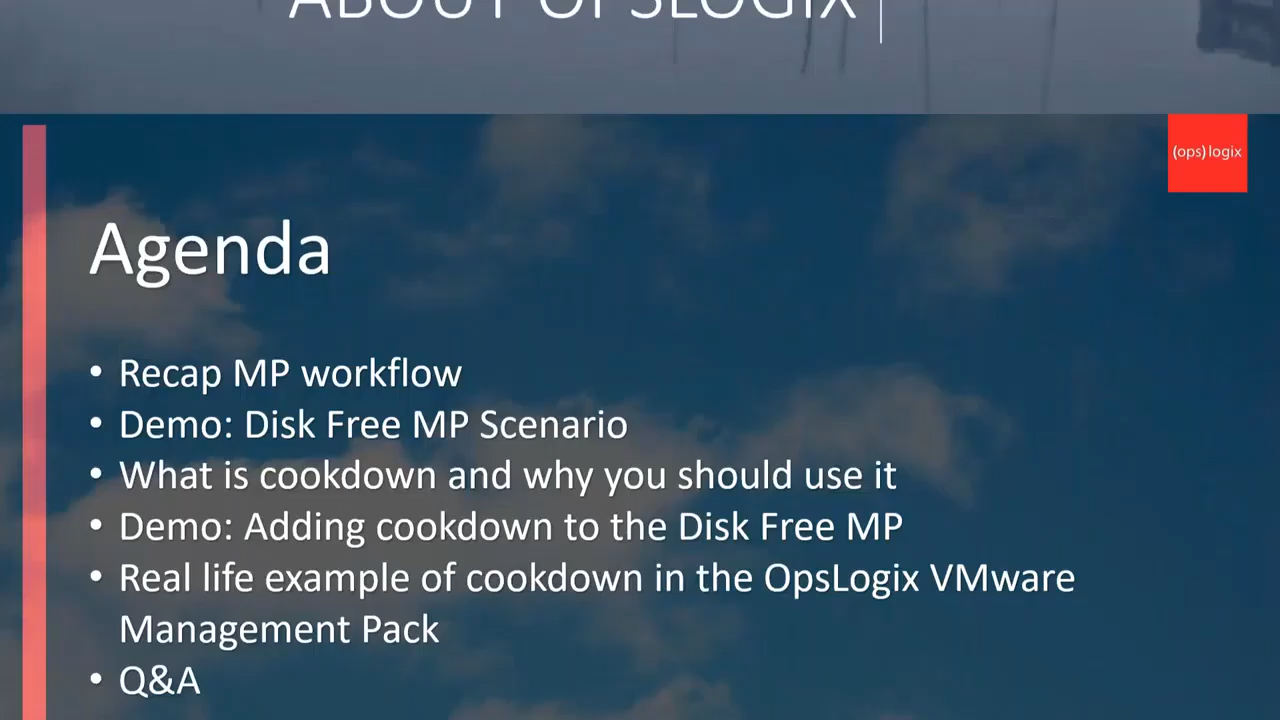 ABOUT OPSLOGIX
(ops) logix
Agenda
• Recap MP workflow
• Demo: Disk Free MP Scenario
• What is cookdown and why you should use it
• Demo: Adding cookdown to the Disk Free MP
• Real life example of cookdown in the OpsLogix VMware
Management Pack
• Q&A